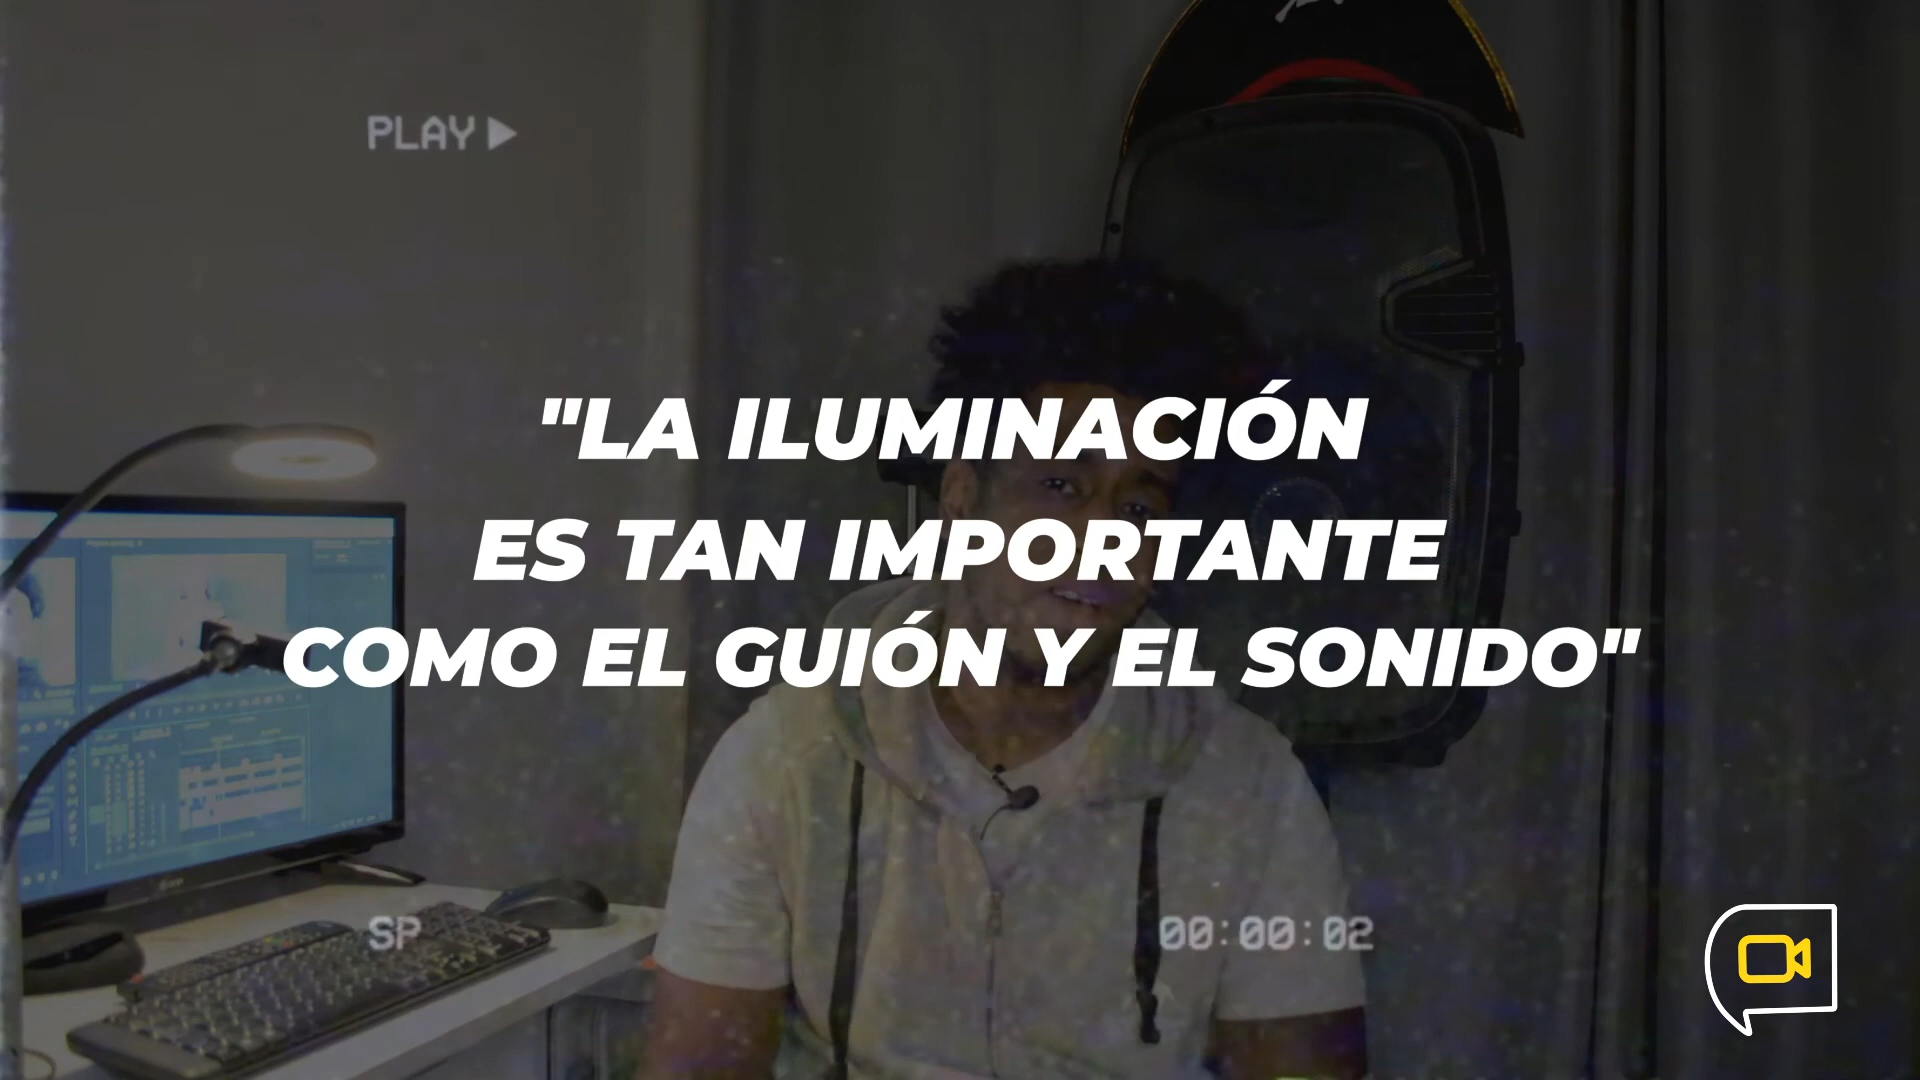 PLAY
"LA ILUMINACIÓN
ES TAN IMPORTANTE
COMO EL GUIÓN Y EL SONIDO"
SP
00:00:02